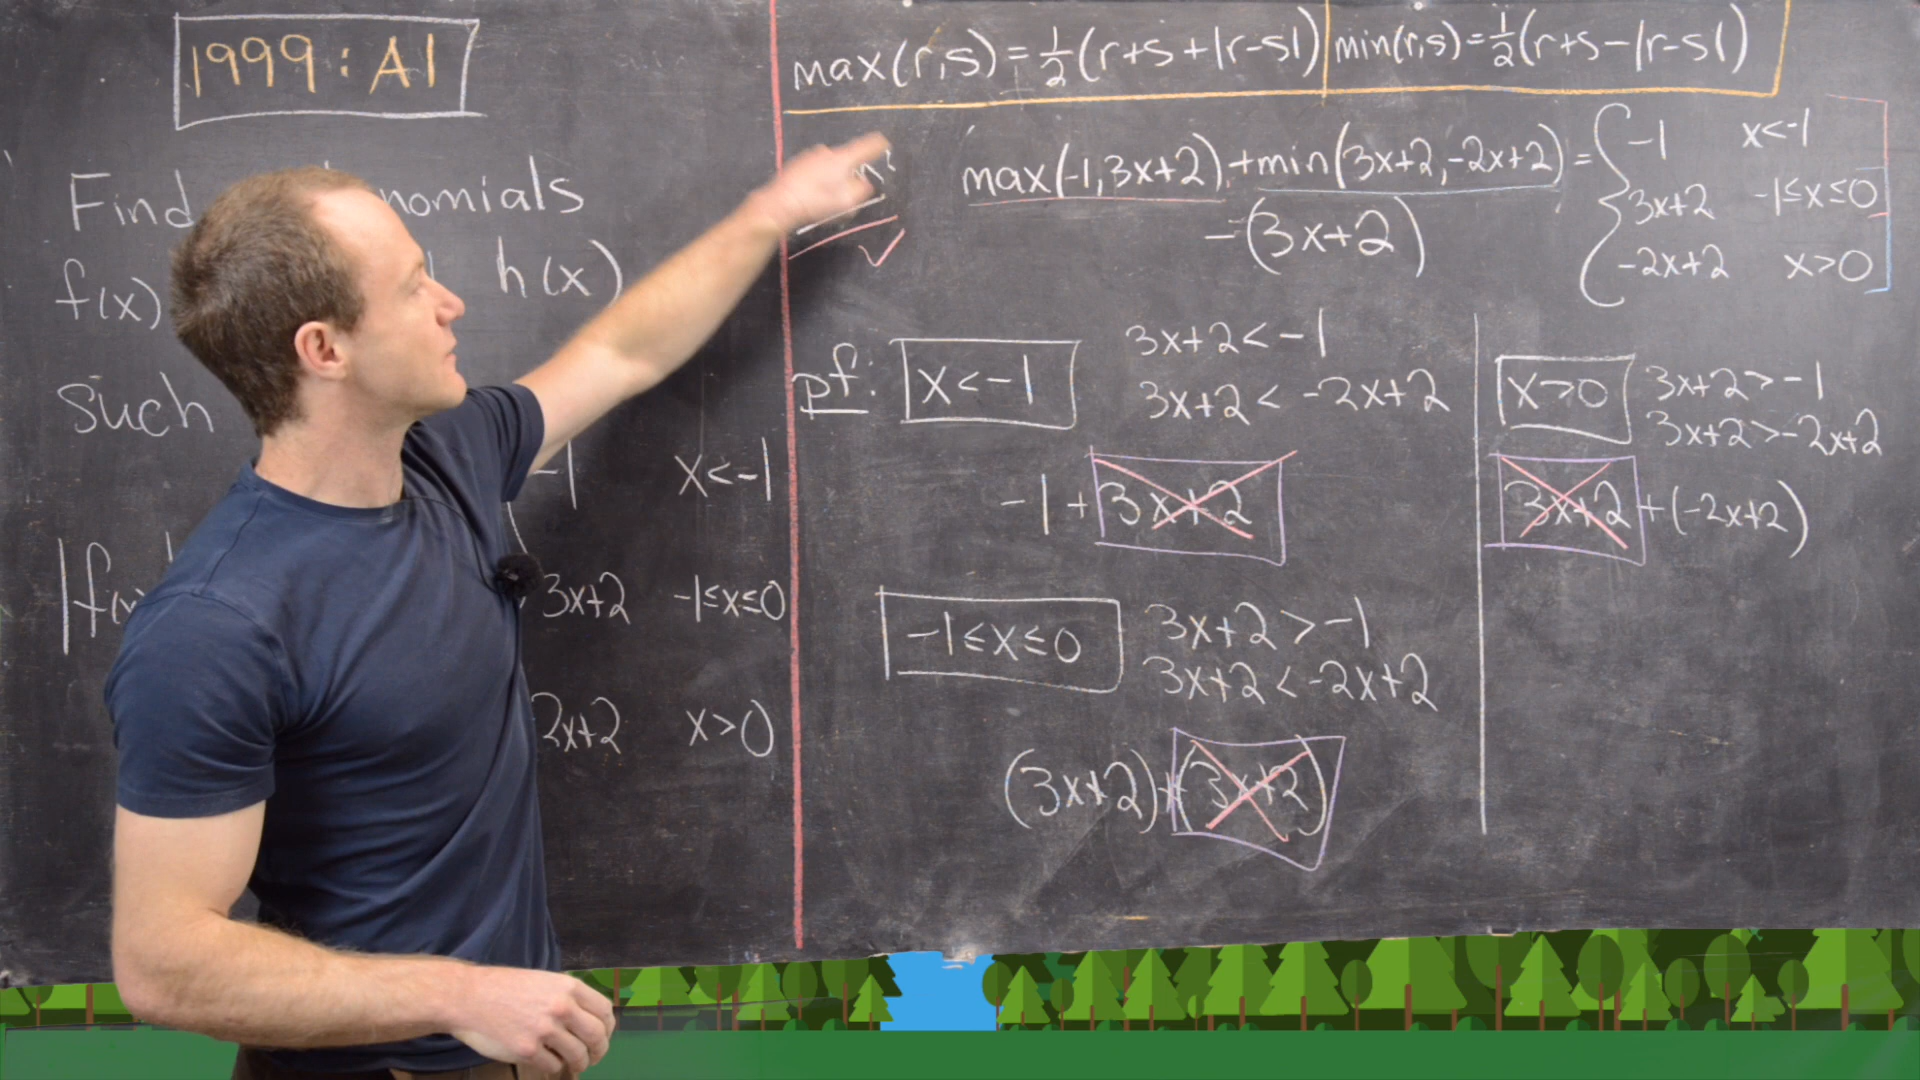 1999: A1
Find nomials
f(x) h(x)
such
-1 x<-1
|f(x)
3x+2 -1≤x≤0
2x+2 x>0
max(r,s)=½(r+s+|r-s|) min(r,s)=½(r+s-|r-s|)
max(-1,3x+2)+min(3x+2,-2x+2)= { -1 x<-1
-(3x+2) 3x+2 -1≤x≤0
-2x+2 x>0
pf: x<-1 3x+2<-1
3x+2<-2x+2
-1+3x+2
-1≤x≤0 3x+2>-1
3x+2<-2x+2
(3x+2)+(3x+2)
x>0 3x+2>-1
3x+2>-2x+2
3x+2+(-2x+2)